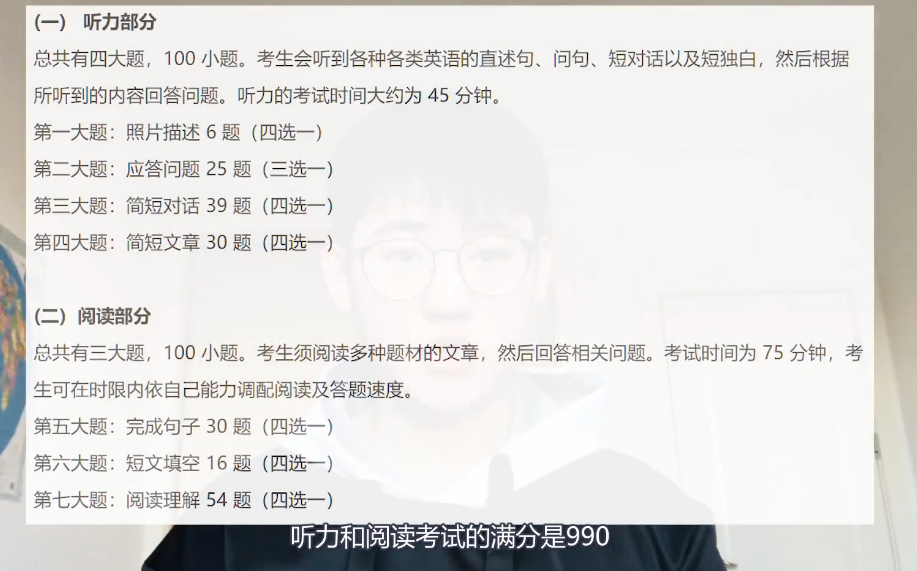 (一) 听力部分
总共有四大题，100 小题。考生会听到各种各类英语的直述句、问句、短对话以及短独白，然后根据
所听到的内容回答问题。听力的考试时间大约为 45 分钟。
第一大题：照片描述 6 题（四选一）
第二大题：应答问题 25 题（三选一）
第三大题：简短对话 39 题（四选一）
第四大题：简短文章 30 题（四选一）
(二) 阅读部分
总共有三大题，100 小题。考生须阅读多种题材的文章，然后回答相关问题。考试时间为 75 分钟，考
生可在时限内依自己能力调配阅读及答题速度。
第五大题：完成句子 30 题（四选一）
第六大题：短文填空 16 题（四选一）
第七大题：阅读理解 54 题（四选一）
听力和阅读考试的满分是990